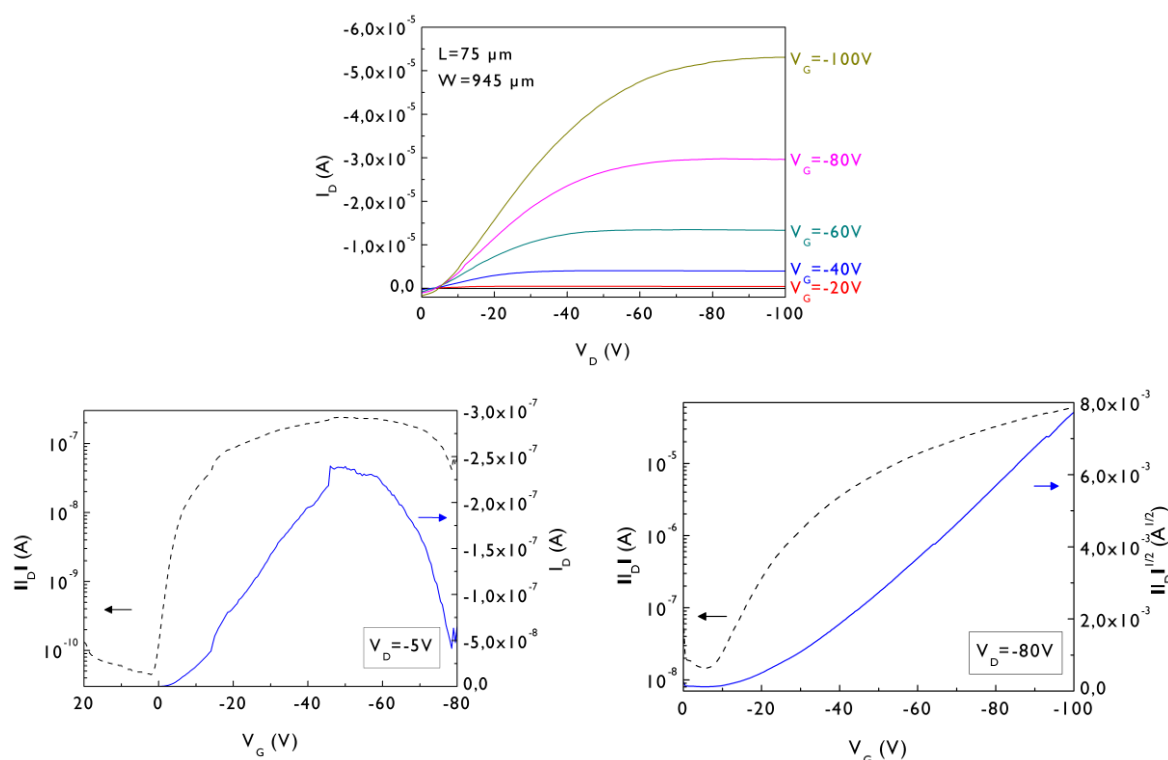 -6,0x10⁻⁵
-5,0x10⁻⁵
-4,0x10⁻⁵
-3,0x10⁻⁵
-2,0x10⁻⁵
-1,0x10⁻⁵
0,0
I_D (A)
L=75 µm
W=945 µm
V_G=-100V
V_G=-80V
V_G=-60V
V_G=-40V
V_G=-20V
0 -20 -40 -60 -80 -100
V_D (V)
10⁻⁷
10⁻⁸
10⁻⁹
10⁻¹⁰
|I_D| (A)
-3,0x10⁻⁷
-2,5x10⁻⁷
-2,0x10⁻⁷
-1,5x10⁻⁷
-1,0x10⁻⁷
-5,0x10⁻⁸
0,0
I_D (A)
V_D=-5V
20 0 -20 -40 -60 -80
V_G (V)
10⁻⁵
10⁻⁶
10⁻⁷
10⁻⁸
|I_D| (A)
8,0x10⁻³
6,0x10⁻³
4,0x10⁻³
2,0x10⁻³
0,0
|I_D|^1/2 (A^1/2)
V_D=-80V
0 -20 -40 -60 -80 -100
V_G (V)